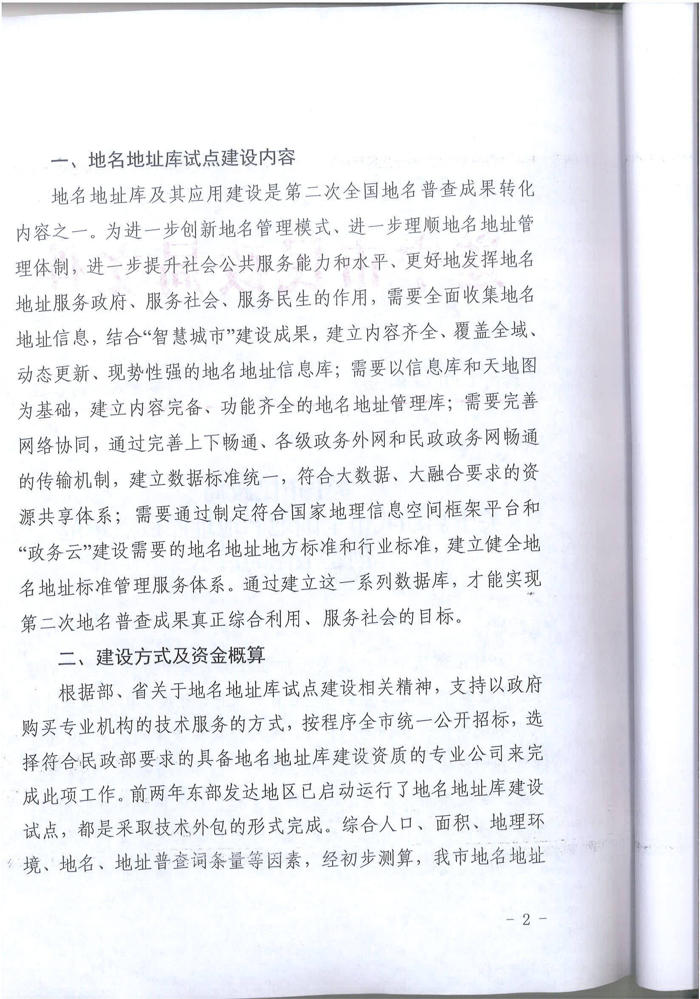 一、地名地址库试点建设内容
地名地址库及其应用建设是第二次全国地名普查成果转化
内容之一。为进一步创新地名管理模式、进一步理顺地名地址管
理体制，进一步提升社会公共服务能力和水平、更好地发挥地名
地址服务政府、服务社会、服务民生的作用，需要全面收集地名
地址信息，结合“智慧城市”建设成果，建立内容齐全、覆盖全域、
动态更新、现势性强的地名地址信息库；需要以信息库和天地图
为基础，建立内容完备、功能齐全的地名地址管理库；需要完善
网络协同，通过完善上下畅通、各级政务外网和民政政务网畅通
的传输机制，建立数据标准统一，符合大数据、大融合要求的资
源共享体系；需要通过制定符合国家地理信息空间框架平台和
“政务云”建设需要的地名地址地方标准和行业标准，建立健全地
名地址标准管理服务体系。通过建立这一系列数据库，才能实现
第二次地名普查成果真正综合利用、服务社会的目标。
二、建设方式及资金概算
根据部、省关于地名地址库试点建设相关精神，支持以政府
购买专业机构的技术服务的方式，按程序全市统一公开招标，选
择符合民政部要求的具备地名地址库建设资质的专业公司来完
成此项工作。前两年东部发达地区已启动运行了地名地址库建设
试点，都是采取技术外包的形式完成。综合人口、面积、地理环
境、地名、地址普查词条量等因素，经初步测算，我市地名地址
- 2 -